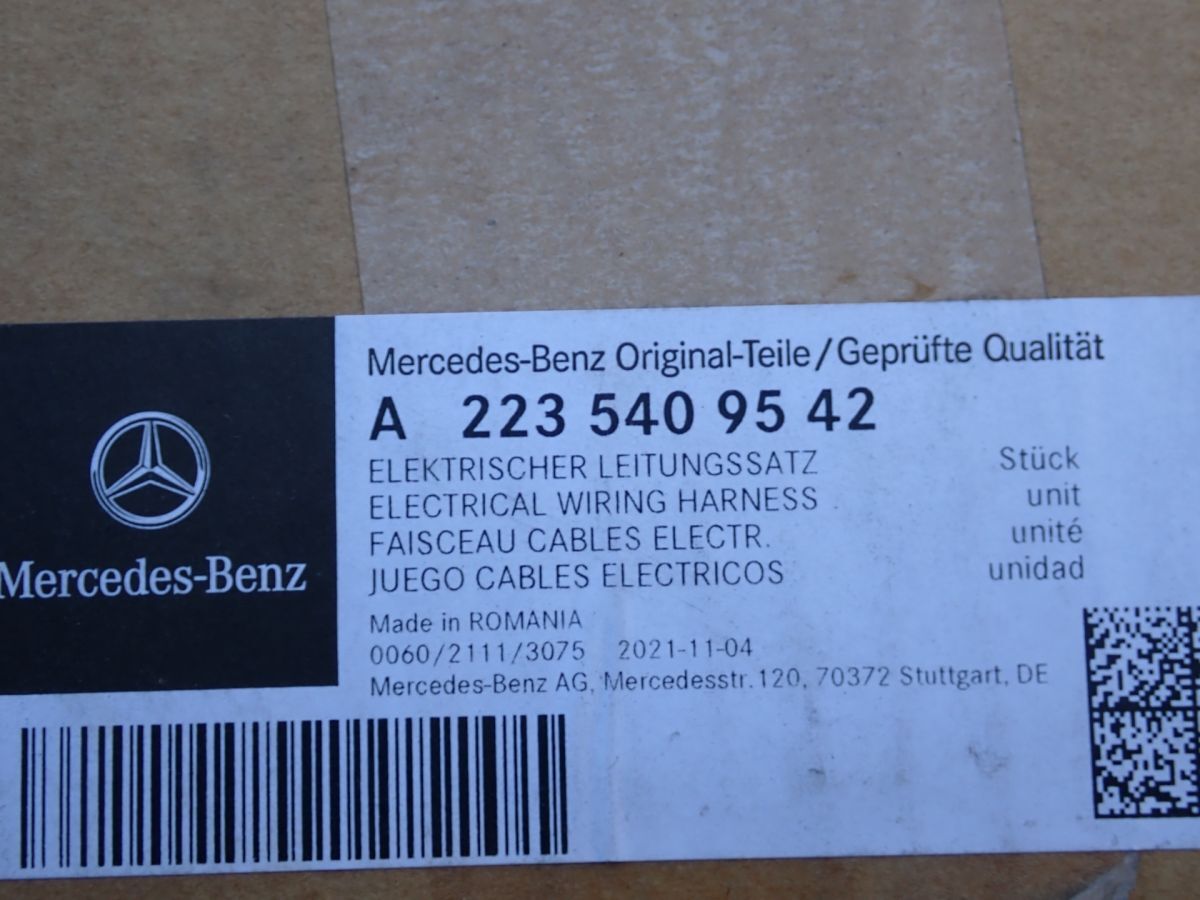 Mercedes-Benz Original-Teile/Geprüfte Qualität
A 223 540 95 42
ELEKTRISCHER LEITUNGSSATZ Stück
ELECTRICAL WIRING HARNESS unit
FAISCEAU CABLES ELECTR. unité
JUEGO CABLES ELECTRICOS unidad
Mercedes-Benz
Made in ROMANIA
0060/2111/3075 2021-11-04
Mercedes-Benz AG, Mercedesstr.120, 70372 Stuttgart, DE